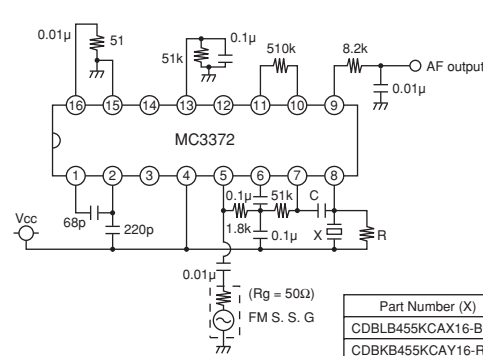 0.01µ
51
51k
0.1µ
510k
8.2k
AF output
0.01µ
16 15 14 13 12 11 10 9
MC3372
1 2 3 4 5 6 7 8
68p
220p
Vcc
0.1µ
51k
C
1.8k
0.1µ
X
R
0.01µ
(Rg = 50Ω)
FM S. S. G
Part Number (X)
CDBLB455KCAX16-B